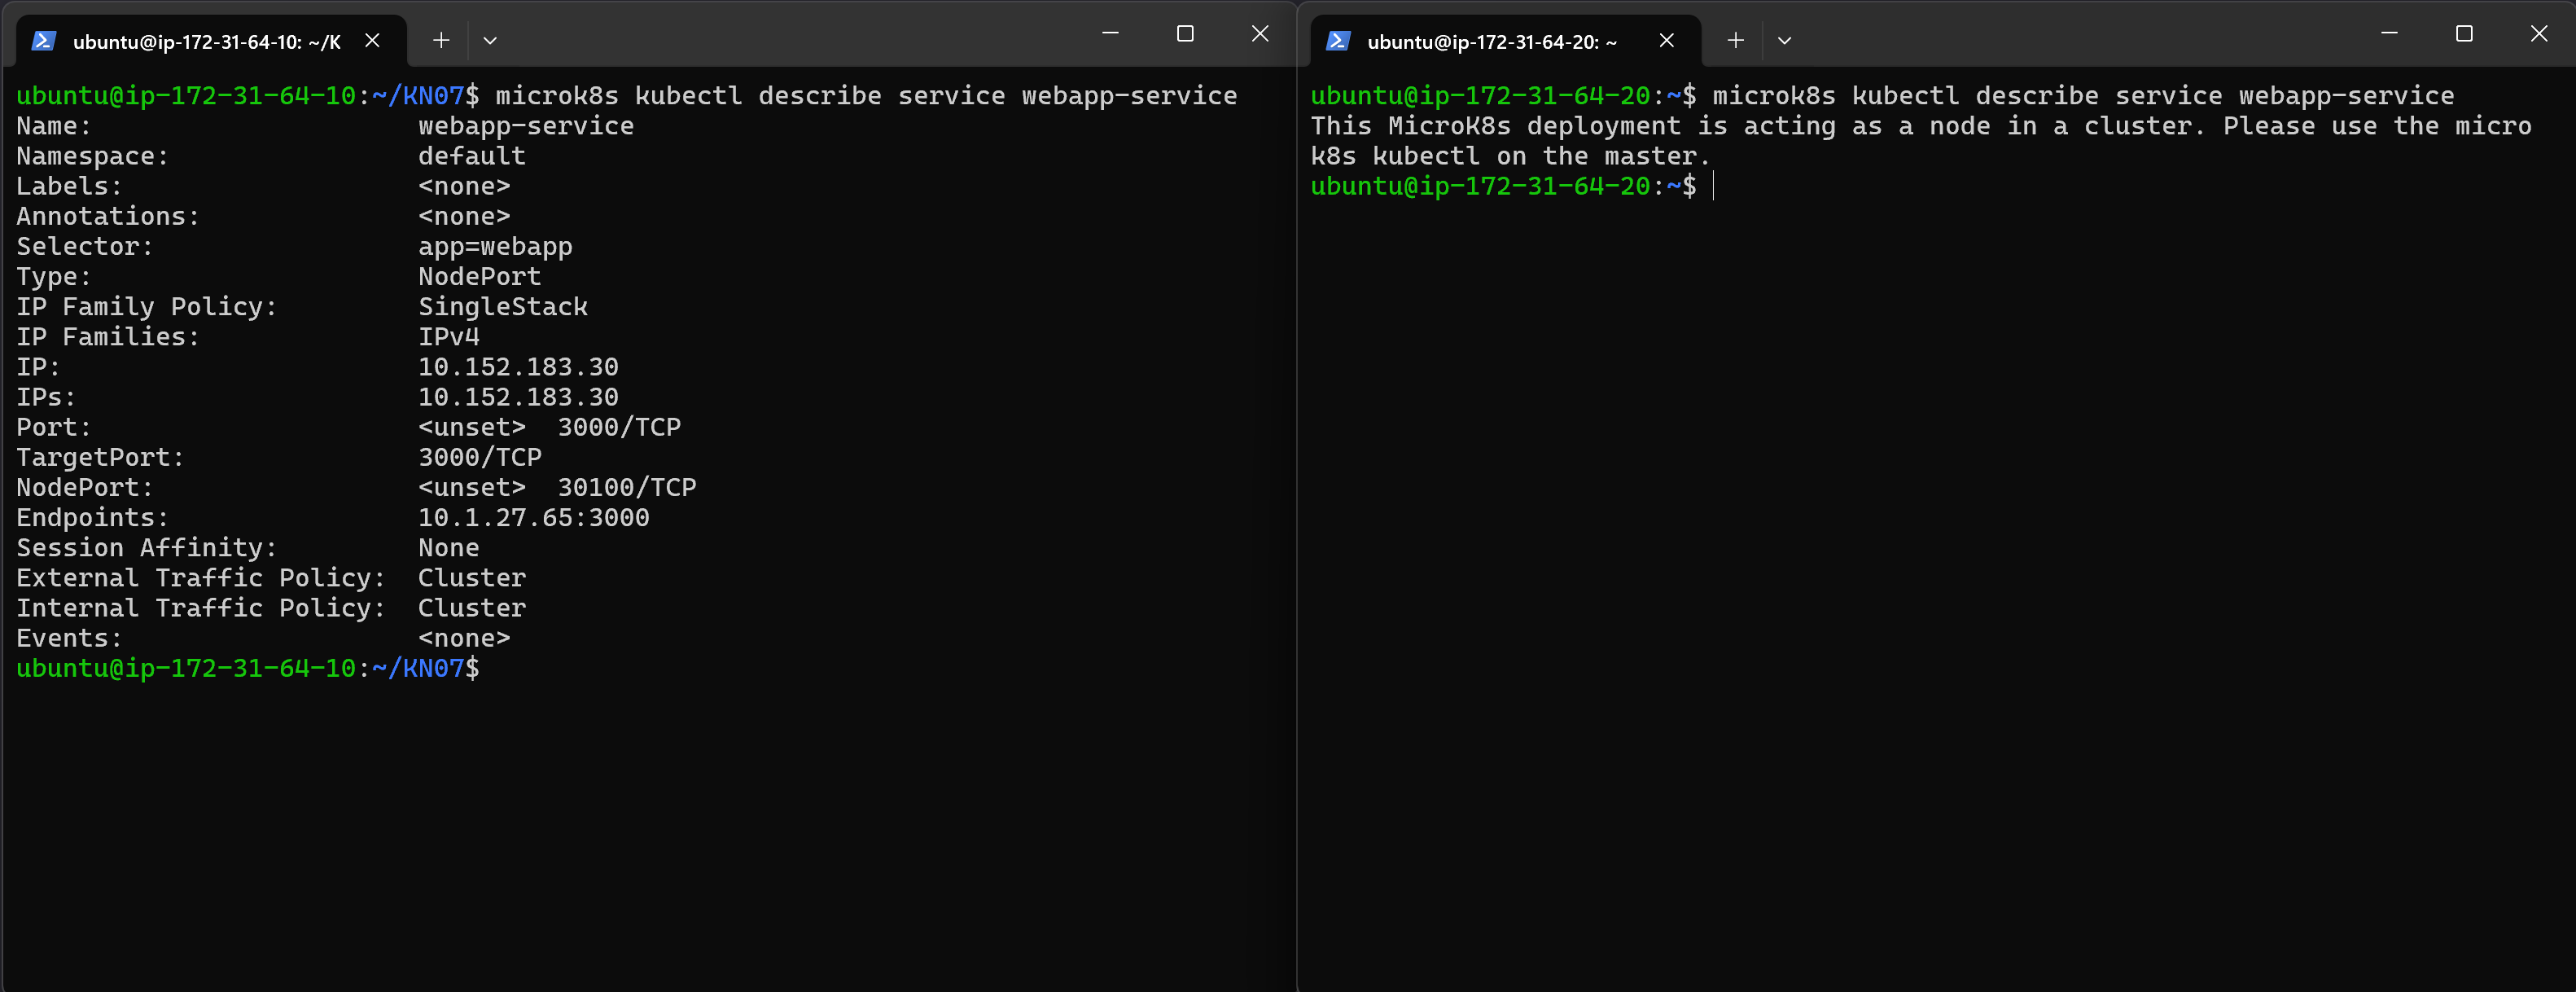 ubuntu@ip-172-31-64-10: ~/K
ubuntu@ip-172-31-64-10:~/KN07$ microk8s kubectl describe service webapp-service
Name:                     webapp-service
Namespace:                default
Labels:                   <none>
Annotations:              <none>
Selector:                 app=webapp
Type:                     NodePort
IP Family Policy:         SingleStack
IP Families:              IPv4
IP:                       10.152.183.30
IPs:                      10.152.183.30
Port:                     <unset>  3000/TCP
TargetPort:               3000/TCP
NodePort:                 <unset>  30100/TCP
Endpoints:                10.1.27.65:3000
Session Affinity:         None
External Traffic Policy:  Cluster
Internal Traffic Policy:  Cluster
Events:                   <none>
ubuntu@ip-172-31-64-10:~/KN07$
ubuntu@ip-172-31-64-20: ~
ubuntu@ip-172-31-64-20:~$ microk8s kubectl describe service webapp-service
This MicroK8s deployment is acting as a node in a cluster. Please use the micro
k8s kubectl on the master.
ubuntu@ip-172-31-64-20:~$